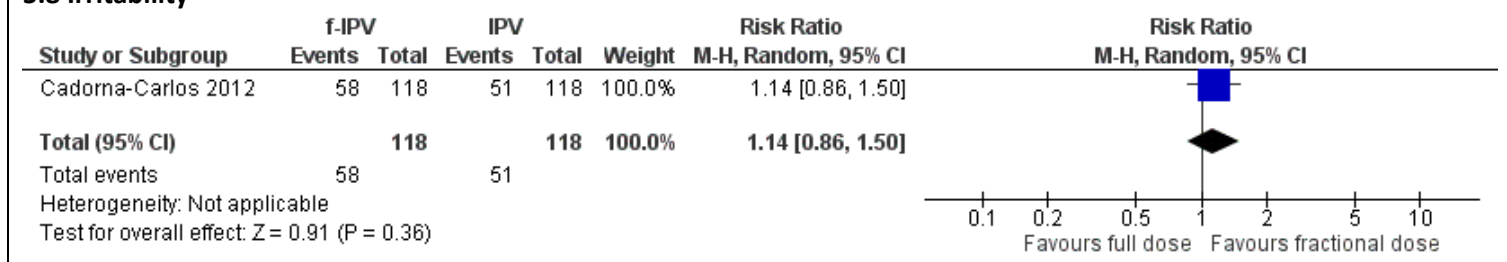 f-IPV IPV Risk Ratio Risk Ratio
Study or Subgroup Events Total Events Total Weight M-H, Random, 95% CI M-H, Random, 95% CI
Cadorna-Carlos 2012 58 118 51 118 100.0% 1.14 [0.86, 1.50]
Total (95% CI) 118 118 100.0% 1.14 [0.86, 1.50]
Total events 58 51
Heterogeneity: Not applicable
Test for overall effect: Z = 0.91 (P = 0.36)
0.1 0.2 0.5 1 2 5 10
Favours full dose Favours fractional dose